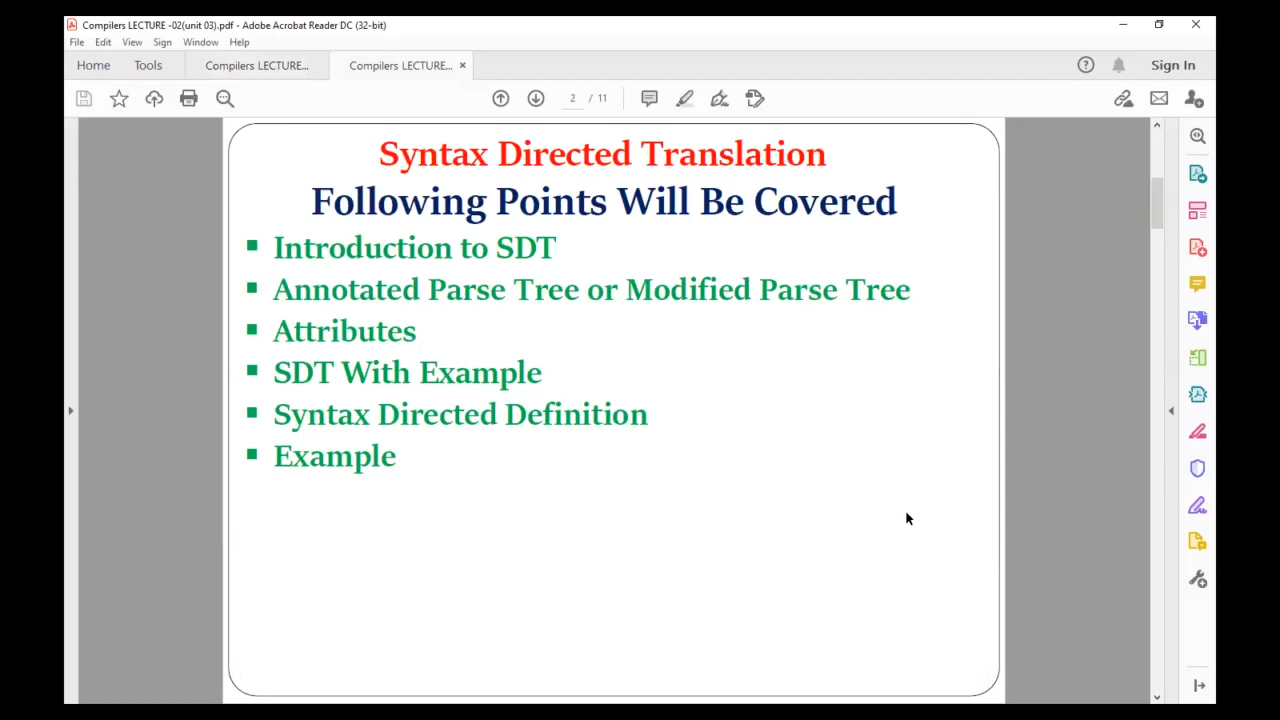 Compilers LECTURE -02(unit 03).pdf - Adobe Acrobat Reader DC (32-bit)
File Edit View Sign Window Help
Home Tools Compilers LECTURE... Compilers LECTURE... ×
Sign In
2 / 11
Syntax Directed Translation
Following Points Will Be Covered
▪ Introduction to SDT
▪ Annotated Parse Tree or Modified Parse Tree
▪ Attributes
▪ SDT With Example
▪ Syntax Directed Definition
▪ Example